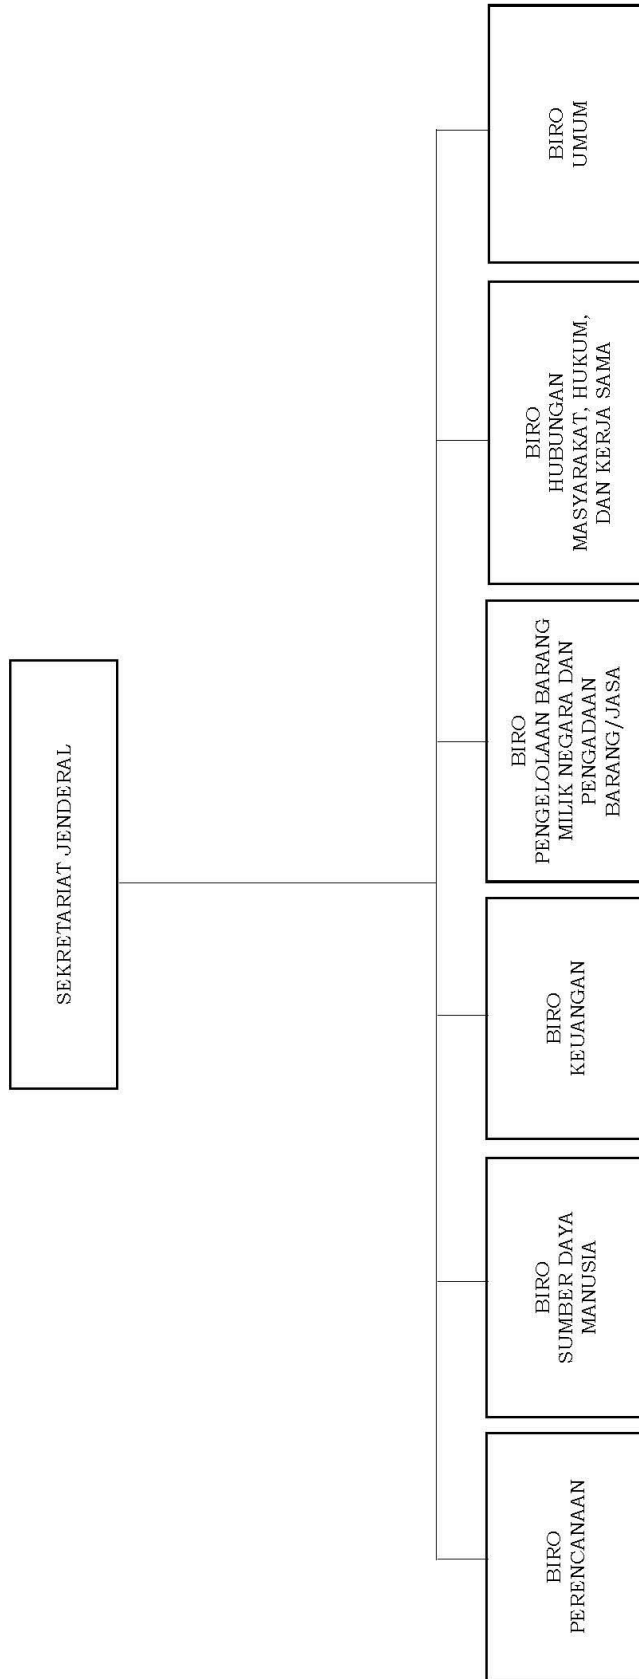 SEKRETARIAT JENDERAL
BIRO
PERENCANAAN
BIRO
SUMBER DAYA
MANUSIA
BIRO
KEUANGAN
BIRO
PENGELOLAAN BARANG
MILIK NEGARA DAN
PENGADAAN
BARANG/JASA
BIRO
HUBUNGAN
MASYARAKAT, HUKUM,
DAN KERJA SAMA
BIRO
UMUM